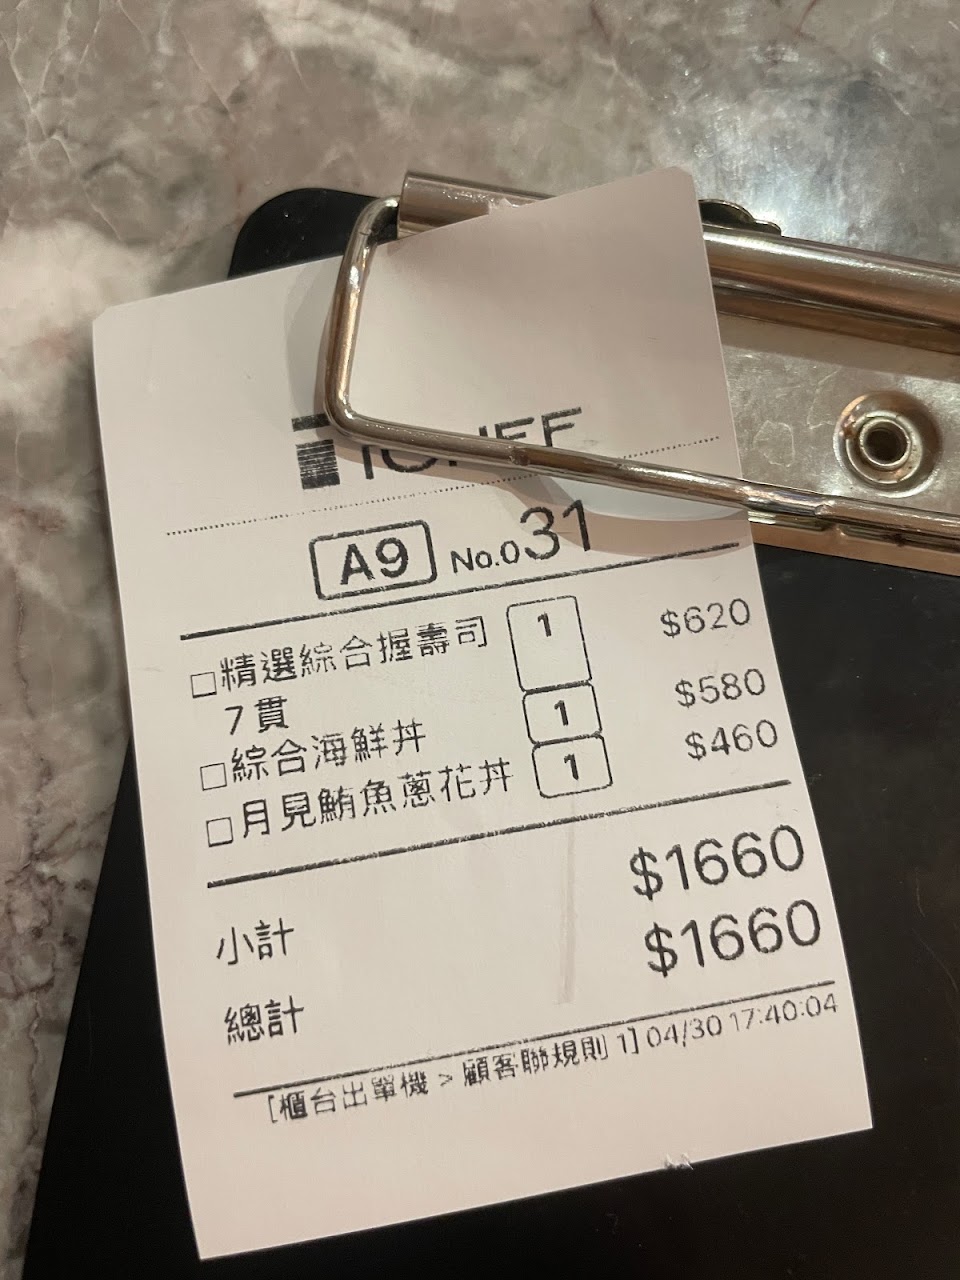 iCHEF
A9 No.031
□精選綜合握壽司 1 $620
7貫
□綜合海鮮丼 1 $580
□月見鮪魚蔥花丼 1 $460
小計 $1660
總計 $1660
[櫃台出單機 > 顧客聯規則 1] 04/30 17:40:04